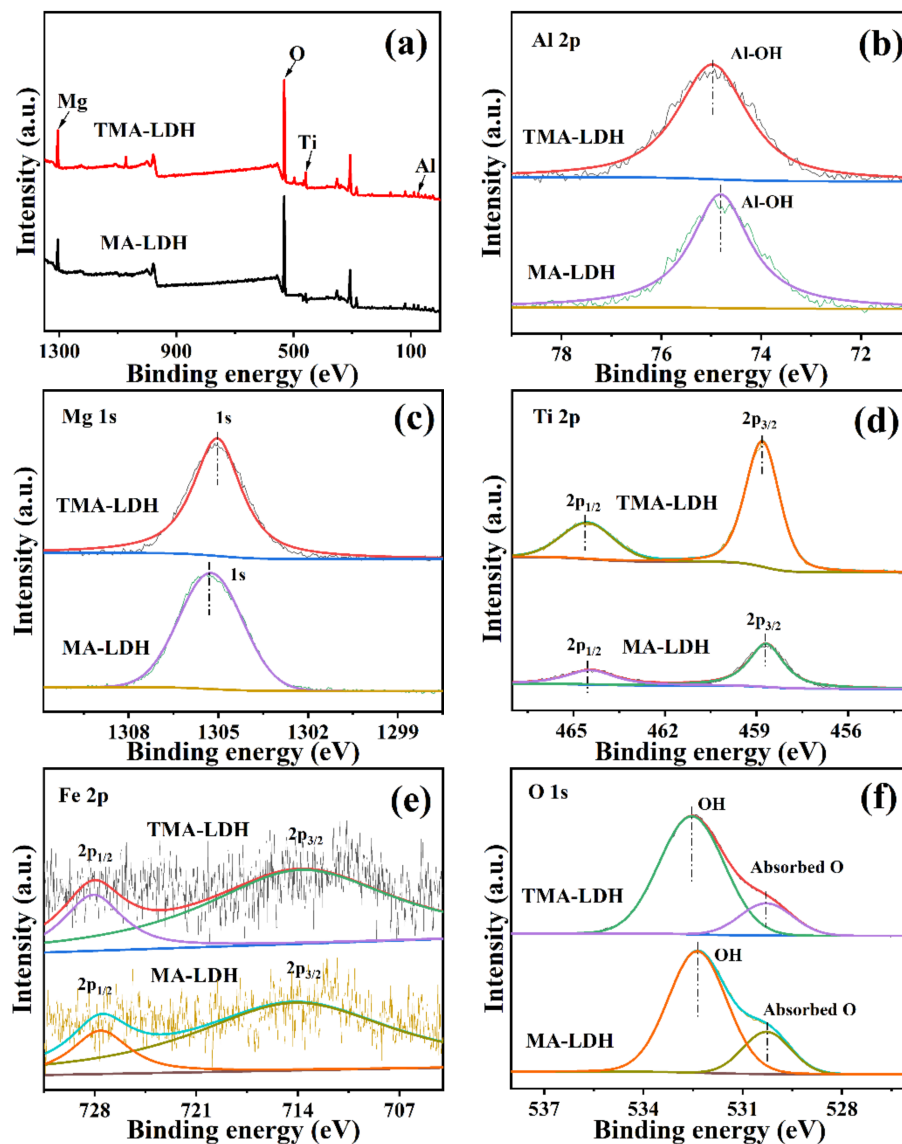 (a)
O
Mg
TMA-LDH
Ti
Al
MA-LDH
Intensity (a.u.)
1300 900 500 100
Binding energy (eV)
Al 2p
(b)
Al-OH
TMA-LDH
Al-OH
MA-LDH
Intensity (a.u.)
78 76 74 72
Binding energy (eV)
Mg 1s
(c)
1s
TMA-LDH
1s
MA-LDH
Intensity (a.u.)
1308 1305 1302 1299
Binding energy (eV)
Ti 2p
(d)
2p3/2
2p1/2
TMA-LDH
2p3/2
2p1/2
MA-LDH
Intensity (a.u.)
465 462 459 456
Binding energy (eV)
Fe 2p
(e)
TMA-LDH
2p1/2
2p3/2
MA-LDH
2p1/2
2p3/2
Intensity (a.u.)
728 721 714 707
Binding energy (eV)
O 1s
(f)
OH
TMA-LDH
Absorbed O
OH
MA-LDH
Absorbed O
Intensity (a.u.)
537 534 531 528
Binding energy (eV)